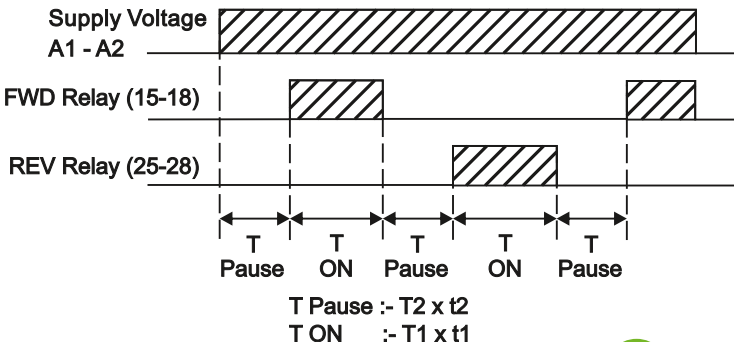 Supply Voltage
A1 - A2
FWD Relay (15-18)
REV Relay (25-28)
T T T T T
Pause ON Pause ON Pause
T Pause :- T2 x t2
T ON :- T1 x t1